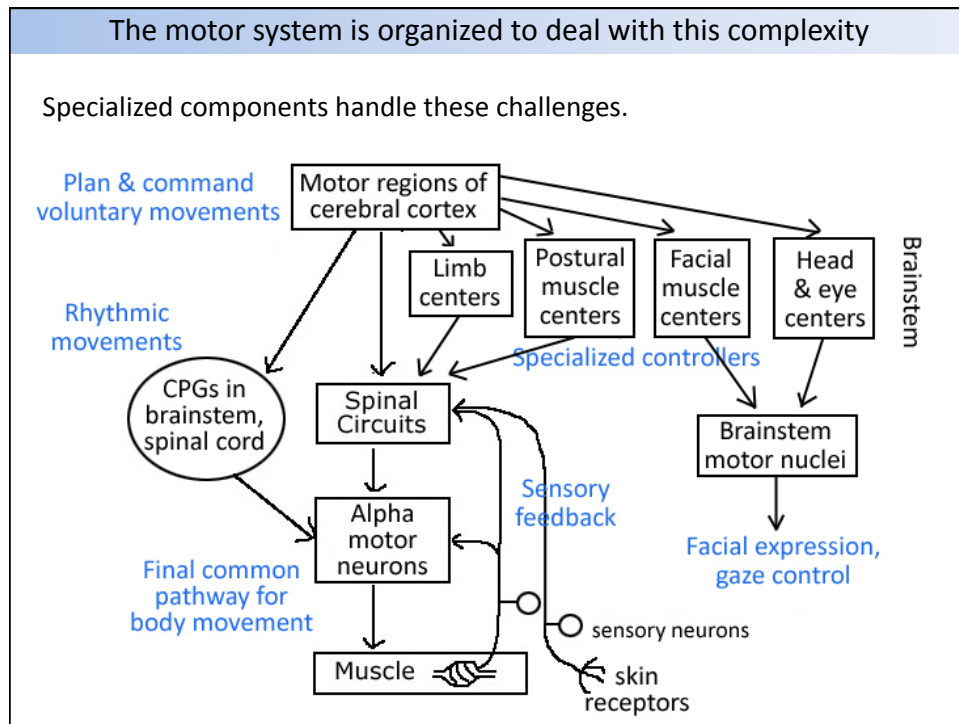 The motor system is organized to deal with this complexity
Specialized components handle these challenges.
Plan & command
voluntary movements
Motor regions of
cerebral cortex
Limb
centers
Postural
muscle
centers
Facial
muscle
centers
Head
& eye
centers
Brainstem
Rhythmic
movements
Specialized controllers
CPGs in
brainstem,
spinal cord
Spinal
Circuits
Brainstem
motor nuclei
Sensory
feedback
Alpha
motor
neurons
Facial expression,
gaze control
Final common
pathway for
body movement
sensory neurons
Muscle
skin
receptors